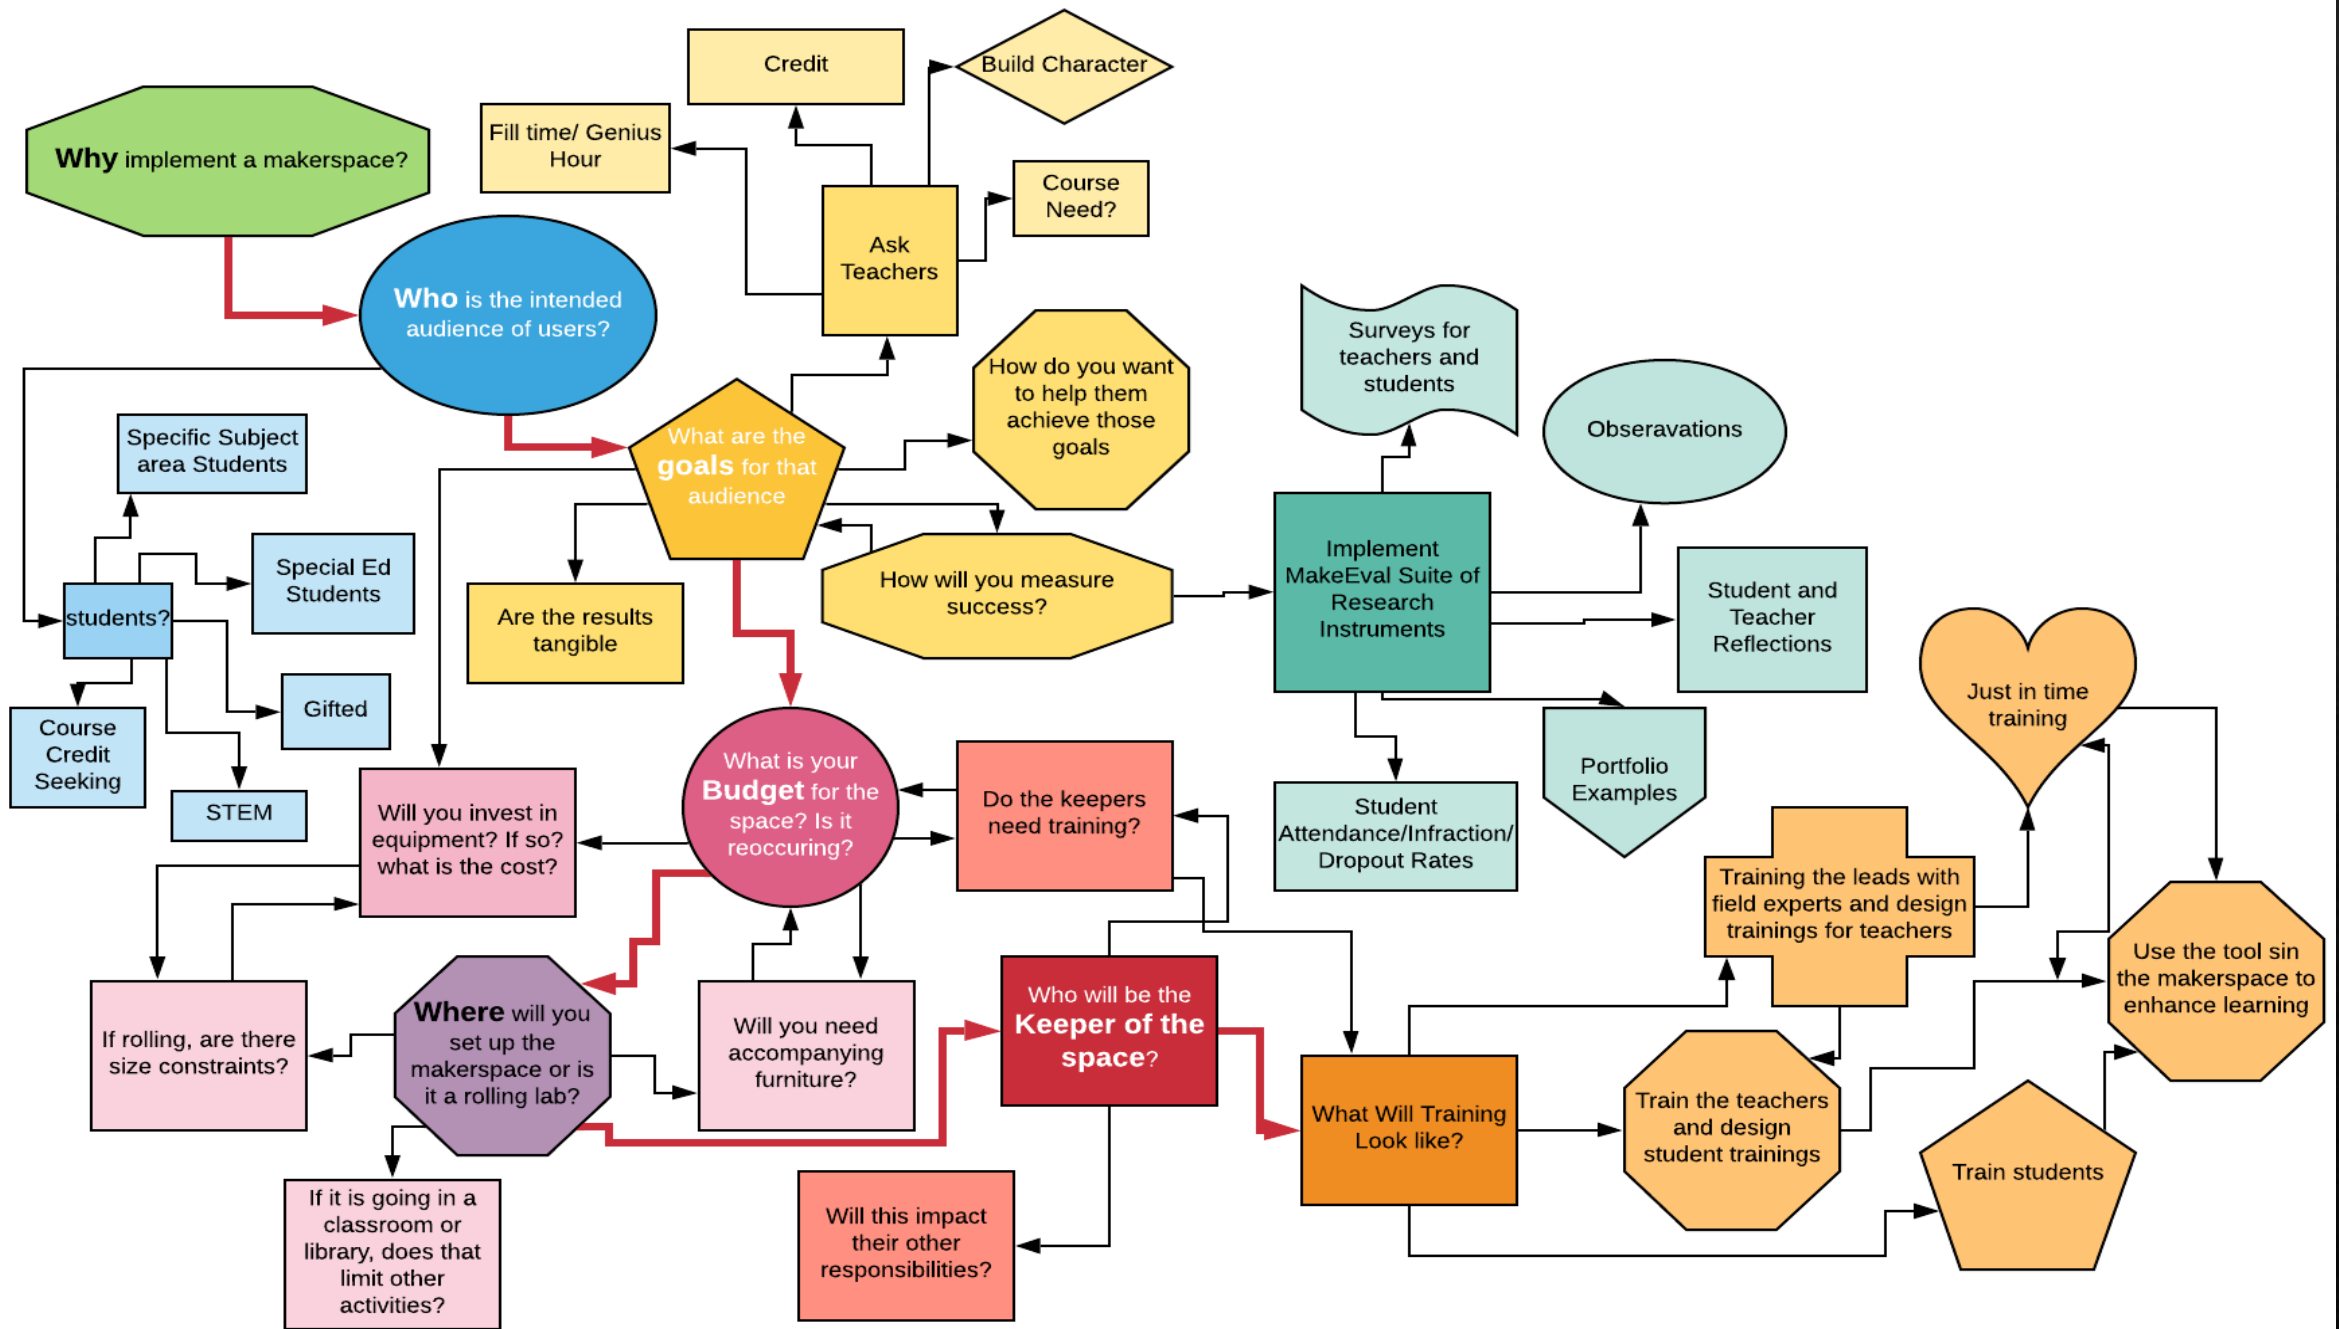 Why implement a makerspace?
Who is the intended
audience of users?
Fill time/ Genius
Hour
Credit
Build Character
Course
Need?
Ask
Teachers
What are the
goals for that
audience
How do you want
to help them
achieve those
goals
Are the results
tangible
How will you measure
success?
Specific Subject
area Students
Special Ed
Students
students?
Gifted
Course
Credit
Seeking
STEM
Surveys for
teachers and
students
Obseravations
Implement
MakeEval Suite of
Research
Instruments
Student and
Teacher
Reflections
Portfolio
Examples
Student
Attendance/Infraction/
Dropout Rates
What is your
Budget for the
space? Is it
reoccuring?
Will you invest in
equipment? If so?
what is the cost?
Do the keepers
need training?
If rolling, are there
size constraints?
Where will you
set up the
makerspace or is
it a rolling lab?
Will you need
accompanying
furniture?
If it is going in a
classroom or
library, does that
limit other
activities?
Who will be the
Keeper of the
space?
Will this impact
their other
responsibilities?
What Will Training
Look like?
Just in time
training
Training the leads with
field experts and design
trainings for teachers
Train the teachers
and design
student trainings
Train students
Use the tool sin
the makerspace to
enhance learning